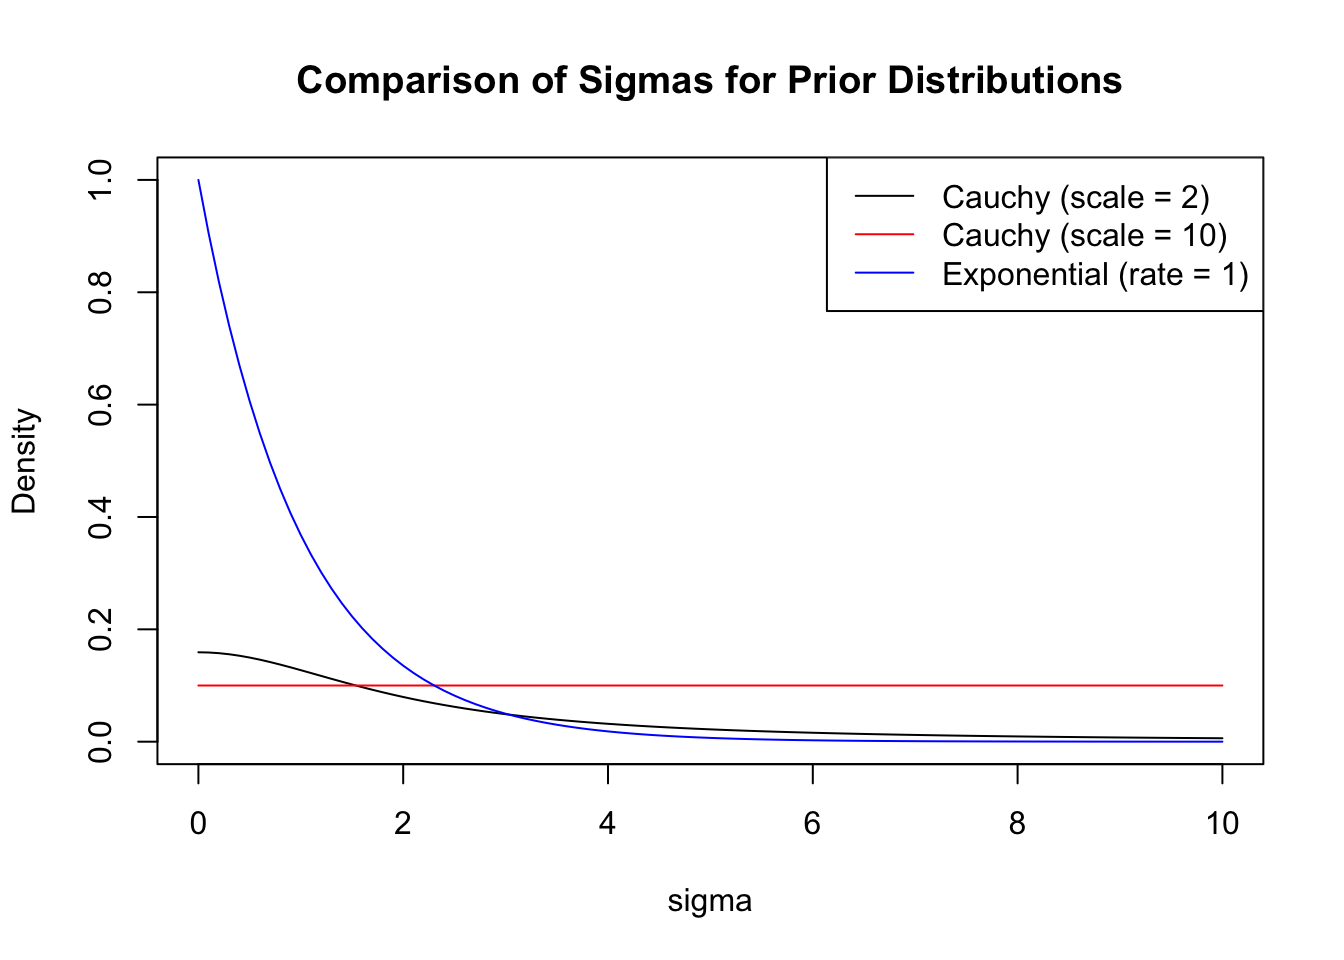 Comparison of Sigmas for Prior Distributions
Cauchy (scale = 2)
Cauchy (scale = 10)
Exponential (rate = 1)
Density
1.0
0.8
0.6
0.4
0.2
0.0
0 2 4 6 8 10
sigma